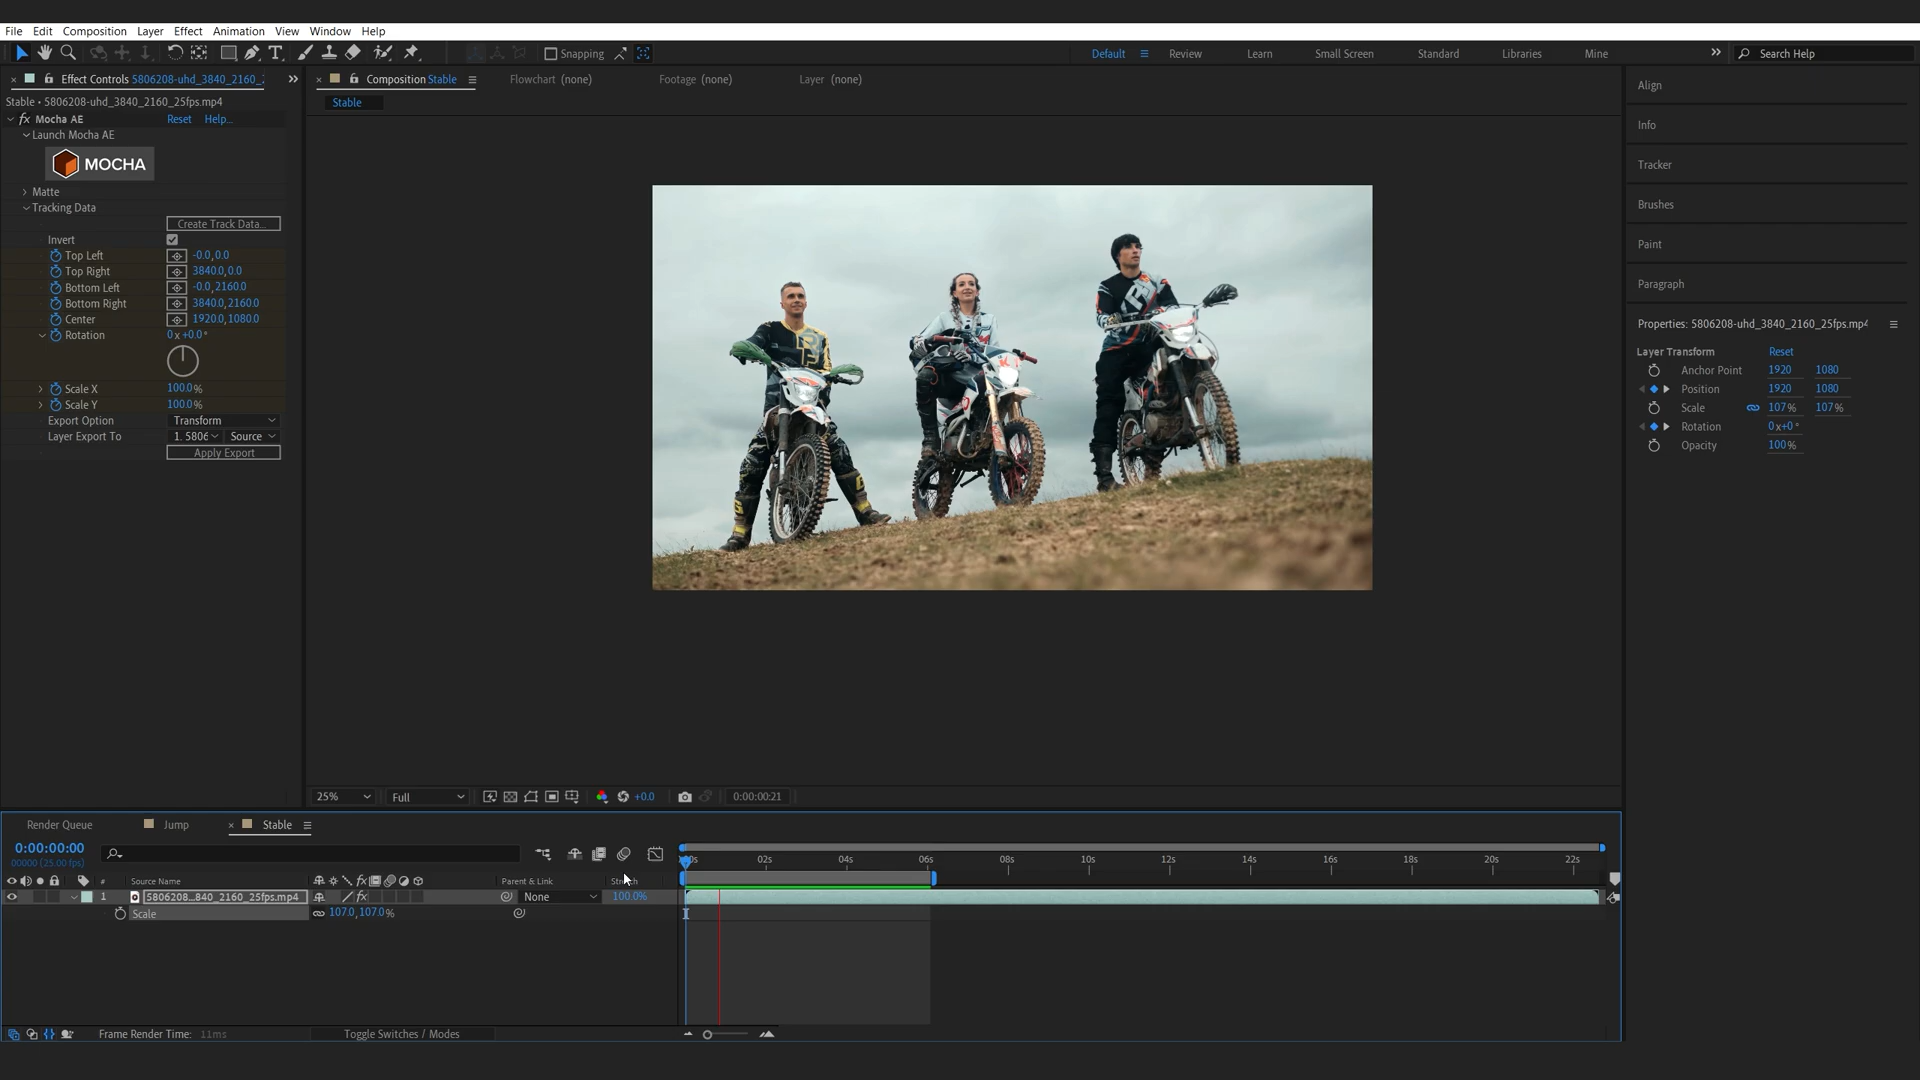 File Edit Composition Layer Effect Animation View Window Help
Snapping
Default Review Learn Small Screen Standard Libraries Mine Search Help
Effect Controls 5806208-uhd_3840_2160_
Composition Stable
Flowchart (none) Footage (none) Layer (none)
Stable • 5806208-uhd_3840_2160_25fps.mp4
Stable
fx Mocha AE Reset Help...
Launch Mocha AE
MOCHA
Matte
Tracking Data
Create Track Data...
Invert
Top Left -0.0,0.0
Top Right 3840.0,0.0
Bottom Left -0.0,2160.0
Bottom Right 3840.0,2160.0
Center 1920.0,1080.0
Rotation 0x+0.0°
Scale X 100.0%
Scale Y 100.0%
Export Option Transform
Layer Export To 1. 5806 Source
Apply Export
Align
Info
Tracker
Brushes
Paint
Paragraph
Properties: 5806208-uhd_3840_2160_25fps.mp4
Layer Transform Reset
Anchor Point 1920 1080
Position 1920 1080
Scale 107% 107%
Rotation 0x+0°
Opacity 100%
25% Full +0.0 0:00:00:21
Render Queue Jump Stable
0:00:00:00
00000 (25.00 fps)
02s 04s 06s 08s 10s 12s 14s 16s 18s 20s 22s
# Source Name fx Parent & Link Stretch
1 5806208...840_2160_25fps.mp4 fx None 100.0%
Scale 107.0,107.0%
Frame Render Time: 11ms Toggle Switches / Modes